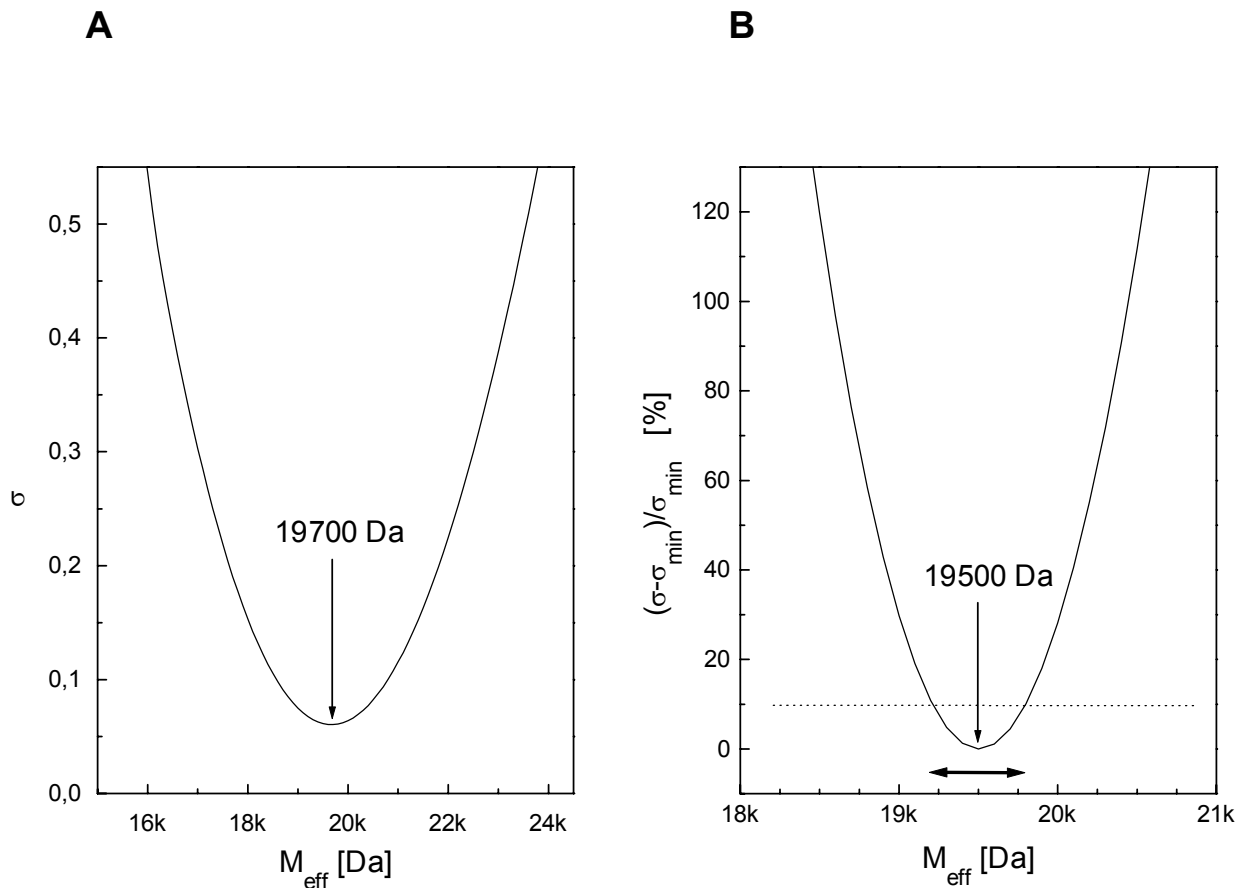 A
0,5
0,4
0,3
0,2
0,1
0,0
σ
19700 Da
16k 18k 20k 22k 24k
M_eff [Da]
B
120
100
80
60
40
20
0
(σ-σ_min)/σ_min [%]
19500 Da
18k 19k 20k 21k
M_eff [Da]